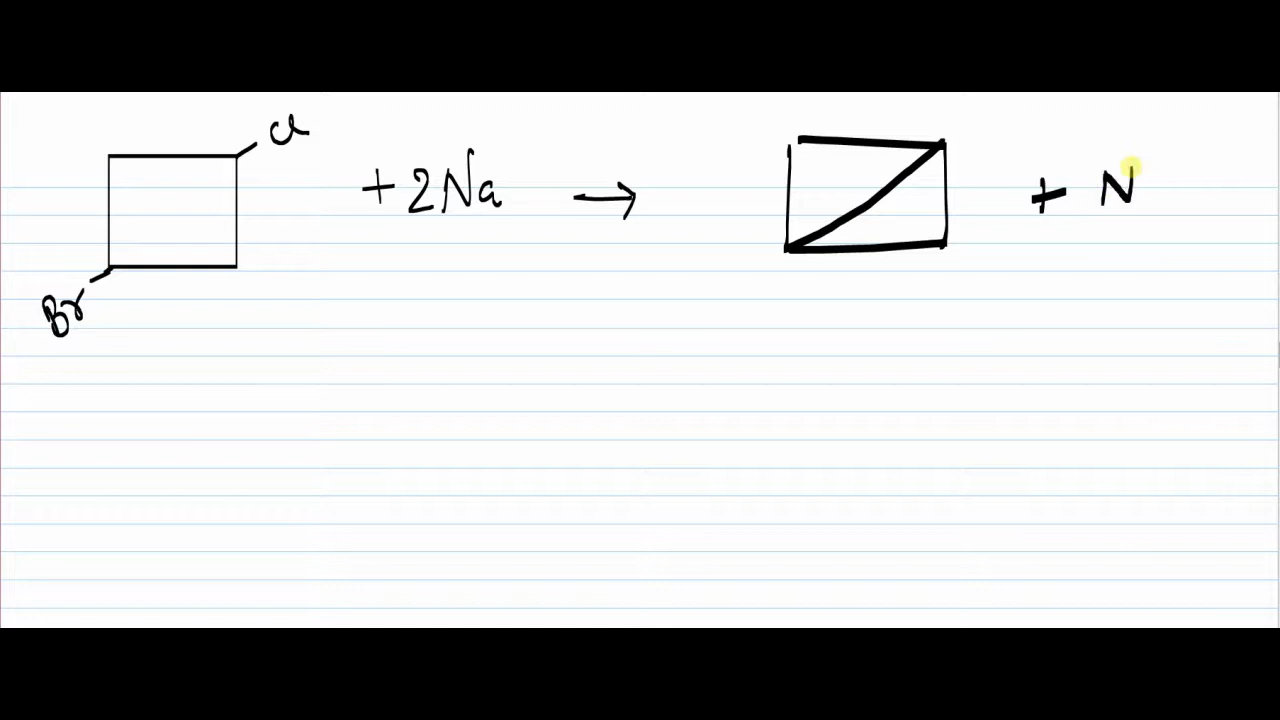 Cl
+ 2Na → + N
Br